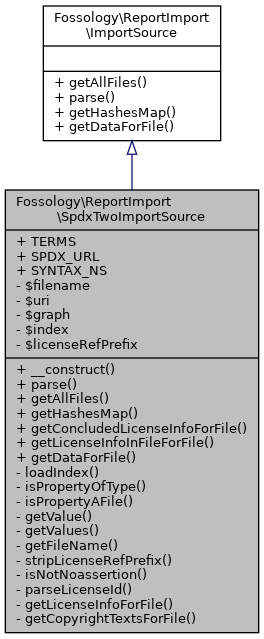 Fossology\ReportImport
\ImportSource
+ getAllFiles()
+ parse()
+ getHashesMap()
+ getDataForFile()
Fossology\ReportImport
\SpdxTwoImportSource
+ TERMS
+ SPDX_URL
+ SYNTAX_NS
- $filename
- $uri
- $graph
- $index
- $licenseRefPrefix
+ __construct()
+ parse()
+ getAllFiles()
+ getHashesMap()
+ getConcludedLicenseInfoForFile()
+ getLicenseInfoInFileForFile()
+ getDataForFile()
- loadIndex()
- isPropertyOfType()
- isPropertyAFile()
- getValue()
- getValues()
- getFileName()
- stripLicenseRefPrefix()
- isNotNoassertion()
- parseLicenseId()
- getLicenseInfoForFile()
- getCopyrightTextsForFile()